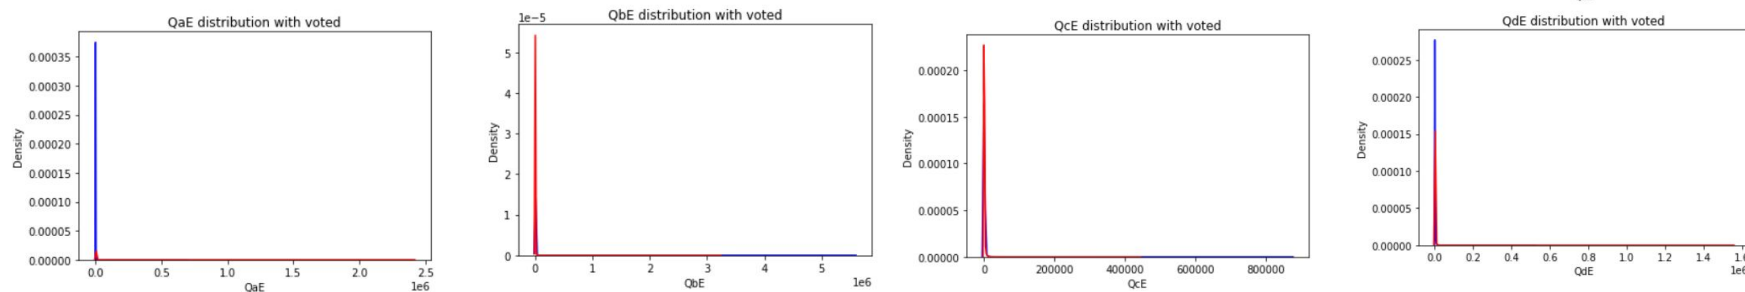 QaE distribution with voted
0.00035
0.00030
0.00025
0.00020
0.00015
0.00010
0.00005
0.00000
Density
0.0 0.5 1.0 1.5 2.0 2.5
1e6
QaE
QbE distribution with voted
1e−5
5
4
3
2
1
0
Density
0 1 2 3 4 5
1e6
QbE
QcE distribution with voted
0.00020
0.00015
0.00010
0.00005
0.00000
Density
0 200000 400000 600000 800000
QcE
QdE distribution with voted
0.00025
0.00020
0.00015
0.00010
0.00005
0.00000
Density
0.0 0.2 0.4 0.6 0.8 1.0 1.2 1.4
QdE